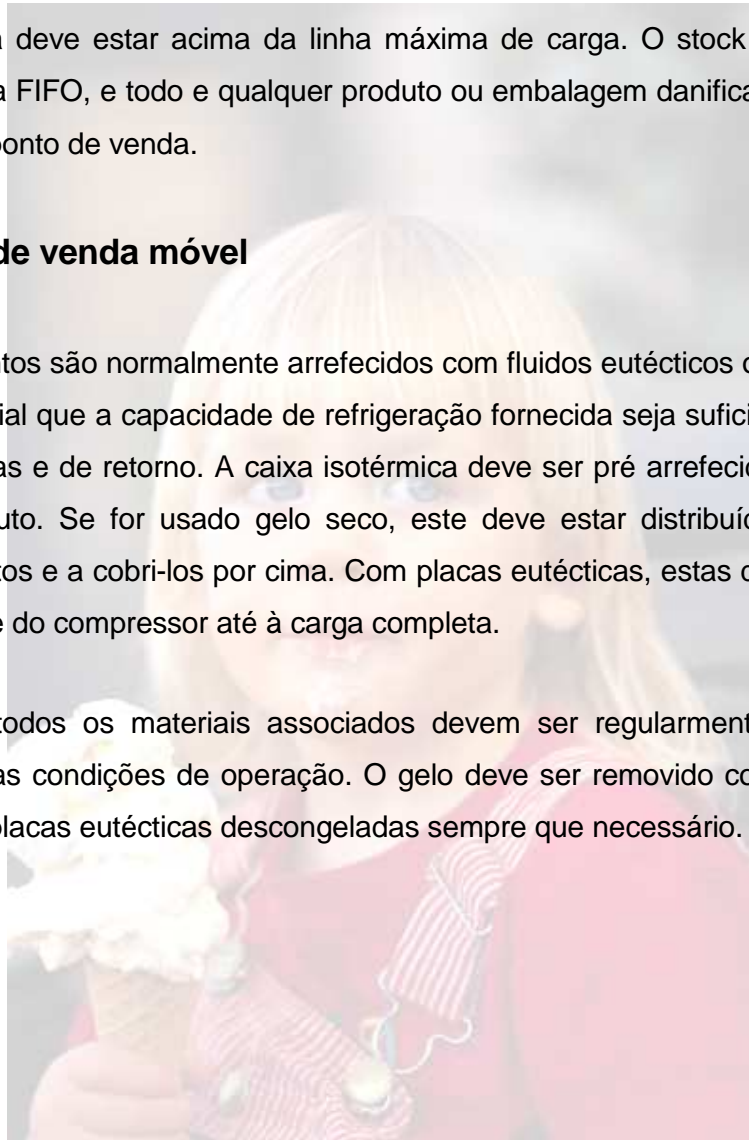 deve estar acima da linha máxima de carga. O stock
FIFO, e todo e qualquer produto ou embalagem danifica
onto de venda.
de venda móvel
tos são normalmente arrefecidos com fluidos eutécticos
ial que a capacidade de refrigeração fornecida seja sufici
as e de retorno. A caixa isotérmica deve ser pré arrefecid
uto. Se for usado gelo seco, este deve estar distribuíd
tos e a cobri-los por cima. Com placas eutécticas, estas
e do compressor até à carga completa.
todos os materiais associados devem ser regularment
as condições de operação. O gelo deve ser removido co
placas eutécticas descongeladas sempre que necessário.